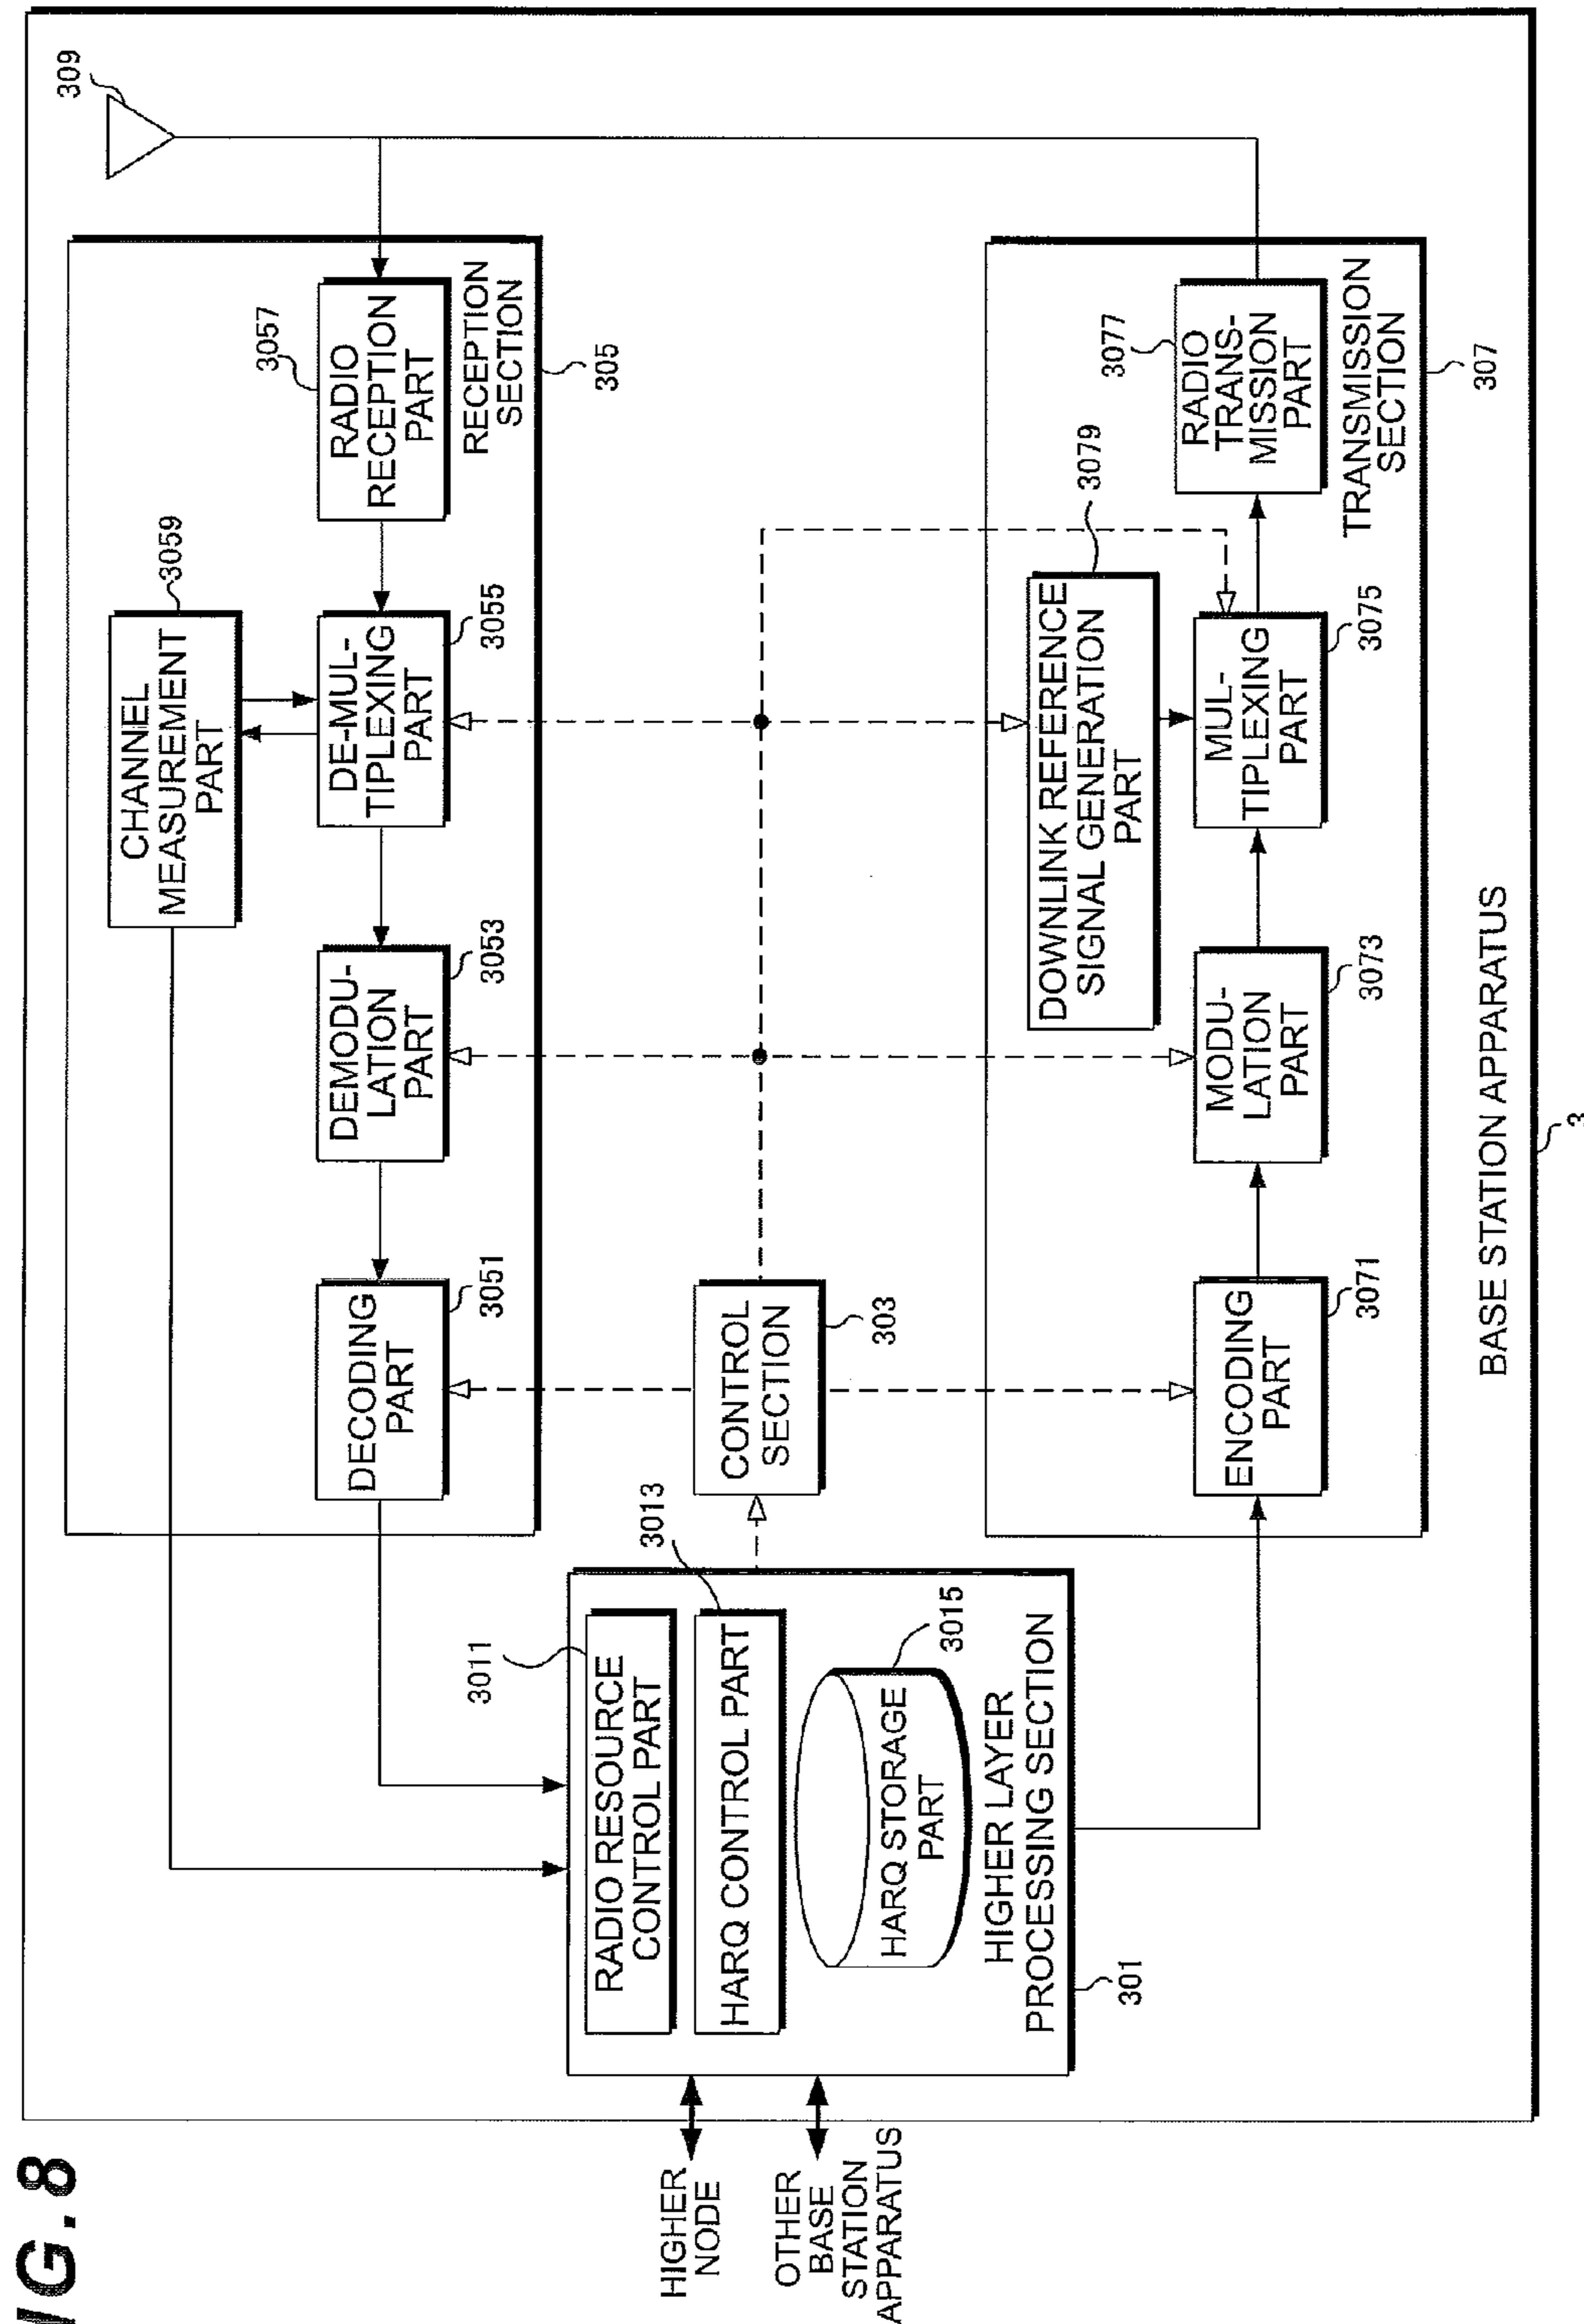 IG.8
309
3059
CHANNEL
MEASUREMENT
PART
3057
RADIO
RECEPTION
PART
3055
DE-MUL-
TIPLEXING
PART
3053
DEMODU-
LATION
PART
3051
DECODING
PART
RECEPTION
SECTION
305
HIGHER
NODE
OTHER
BASE
STATION
APPARATUS
3011
RADIO RESOURCE
CONTROL PART
3013
HARQ CONTROL PART
3015
HARQ STORAGE
PART
HIGHER LAYER
PROCESSING SECTION
301
CONTROL
SECTION
303
3079
DOWNLINK REFERENCE
SIGNAL GENERATION
PART
3071
ENCODING
PART
3073
MODU-
LATION
PART
3075
MUL-
TIPLEXING
PART
3077
RADIO
TRANS-
MISSION
PART
TRANSMISSION
SECTION
307
BASE STATION APPARATUS
3